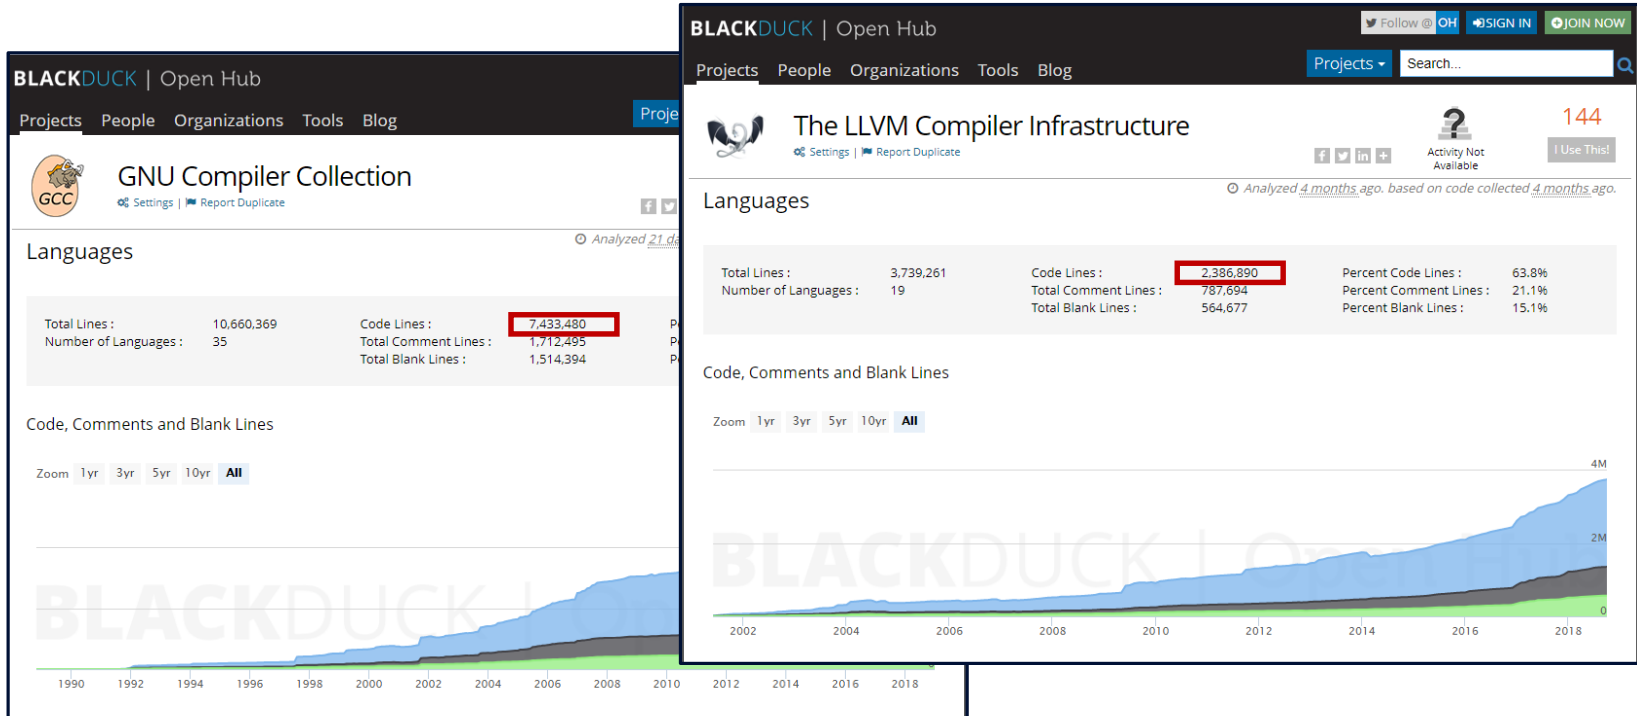 BLACKDUCK | Open Hub
Projects People Organizations Tools Blog
Proje
GCC
GNU Compiler Collection
Settings | Report Duplicate
Analyzed 21 da
Languages
Total Lines : 10,660,369 Code Lines : 7,433,480 P
Number of Languages : 35 Total Comment Lines : 1,712,495 P
Total Blank Lines : 1,514,394 P
Code, Comments and Blank Lines
Zoom 1yr 3yr 5yr 10yr All
BLACKDUCK | Op
1990 1992 1994 1996 1998 2000 2002 2004 2006 2008 2010 2012 2014 2016 2018
BLACKDUCK | Open Hub
Follow @ OH SIGN IN JOIN NOW
Projects People Organizations Tools Blog
Projects Search...
The LLVM Compiler Infrastructure
Settings | Report Duplicate
Activity Not
Available
144
I Use This!
Analyzed 4 months ago. based on code collected 4 months ago.
Languages
Total Lines : 3,739,261 Code Lines : 2,386,890 Percent Code Lines : 63.8%
Number of Languages : 19 Total Comment Lines : 787,694 Percent Comment Lines : 21.1%
Total Blank Lines : 564,677 Percent Blank Lines : 15.1%
Code, Comments and Blank Lines
Zoom 1yr 3yr 5yr 10yr All
4M
BLACKDUCK | Open Hub
2M
0
2002 2004 2006 2008 2010 2012 2014 2016 2018